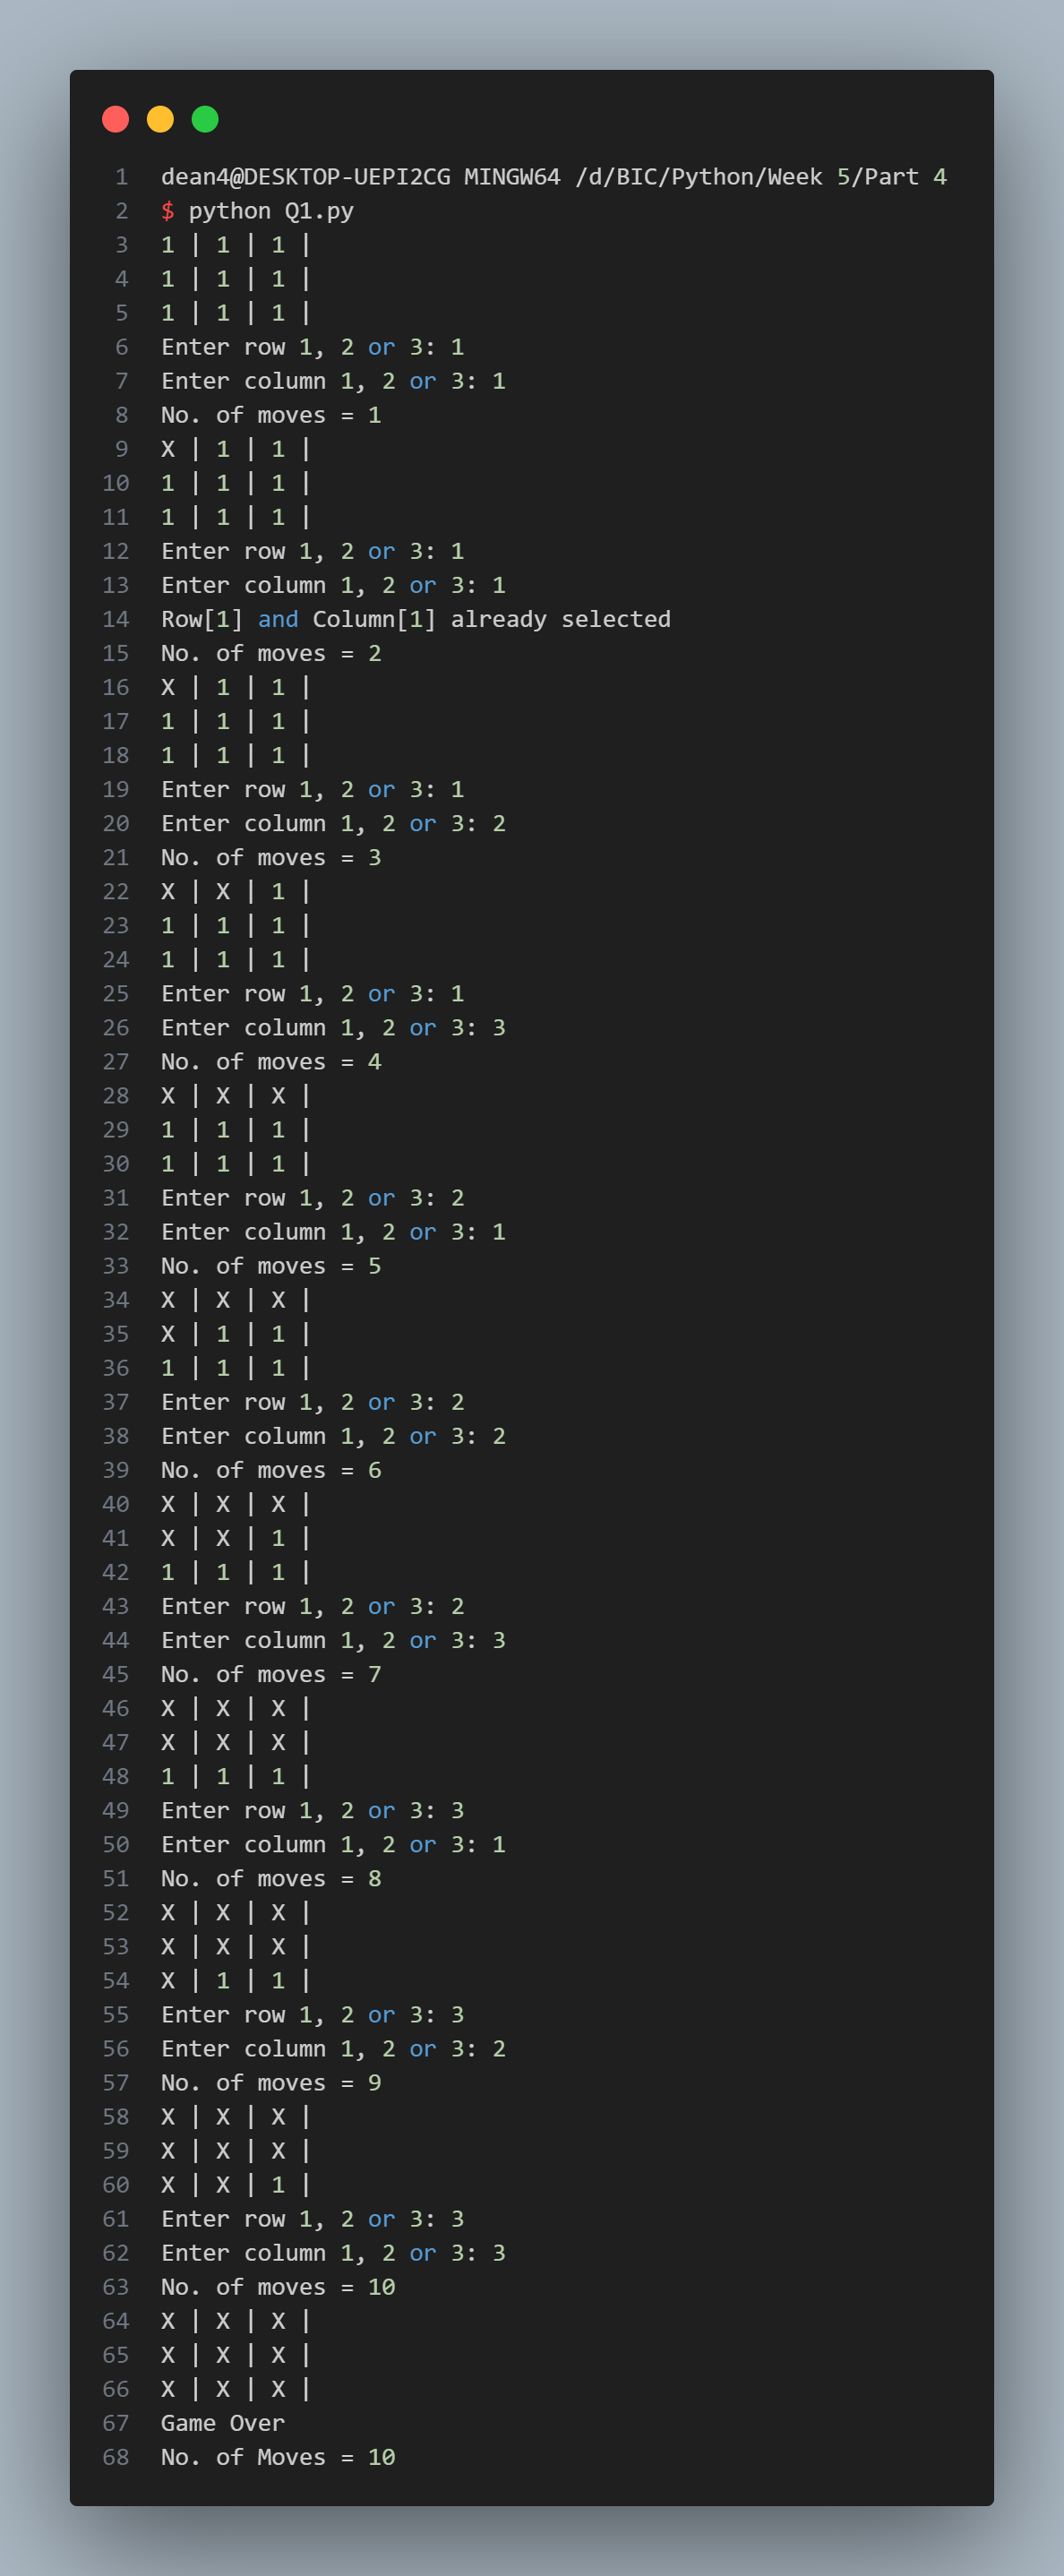 1 dean4@DESKTOP-UEPI2CG MINGW64 /d/BIC/Python/Week 5/Part 4
2 $ python Q1.py
3 1 | 1 | 1 |
4 1 | 1 | 1 |
5 1 | 1 | 1 |
6 Enter row 1, 2 or 3: 1
7 Enter column 1, 2 or 3: 1
8 No. of moves = 1
9 X | 1 | 1 |
10 1 | 1 | 1 |
11 1 | 1 | 1 |
12 Enter row 1, 2 or 3: 1
13 Enter column 1, 2 or 3: 1
14 Row[1] and Column[1] already selected
15 No. of moves = 2
16 X | 1 | 1 |
17 1 | 1 | 1 |
18 1 | 1 | 1 |
19 Enter row 1, 2 or 3: 1
20 Enter column 1, 2 or 3: 2
21 No. of moves = 3
22 X | X | 1 |
23 1 | 1 | 1 |
24 1 | 1 | 1 |
25 Enter row 1, 2 or 3: 1
26 Enter column 1, 2 or 3: 3
27 No. of moves = 4
28 X | X | X |
29 1 | 1 | 1 |
30 1 | 1 | 1 |
31 Enter row 1, 2 or 3: 2
32 Enter column 1, 2 or 3: 1
33 No. of moves = 5
34 X | X | X |
35 X | 1 | 1 |
36 1 | 1 | 1 |
37 Enter row 1, 2 or 3: 2
38 Enter column 1, 2 or 3: 2
39 No. of moves = 6
40 X | X | X |
41 X | X | 1 |
42 1 | 1 | 1 |
43 Enter row 1, 2 or 3: 2
44 Enter column 1, 2 or 3: 3
45 No. of moves = 7
46 X | X | X |
47 X | X | X |
48 1 | 1 | 1 |
49 Enter row 1, 2 or 3: 3
50 Enter column 1, 2 or 3: 1
51 No. of moves = 8
52 X | X | X |
53 X | X | X |
54 X | 1 | 1 |
55 Enter row 1, 2 or 3: 3
56 Enter column 1, 2 or 3: 2
57 No. of moves = 9
58 X | X | X |
59 X | X | X |
60 X | X | 1 |
61 Enter row 1, 2 or 3: 3
62 Enter column 1, 2 or 3: 3
63 No. of moves = 10
64 X | X | X |
65 X | X | X |
66 X | X | X |
67 Game Over
68 No. of Moves = 10